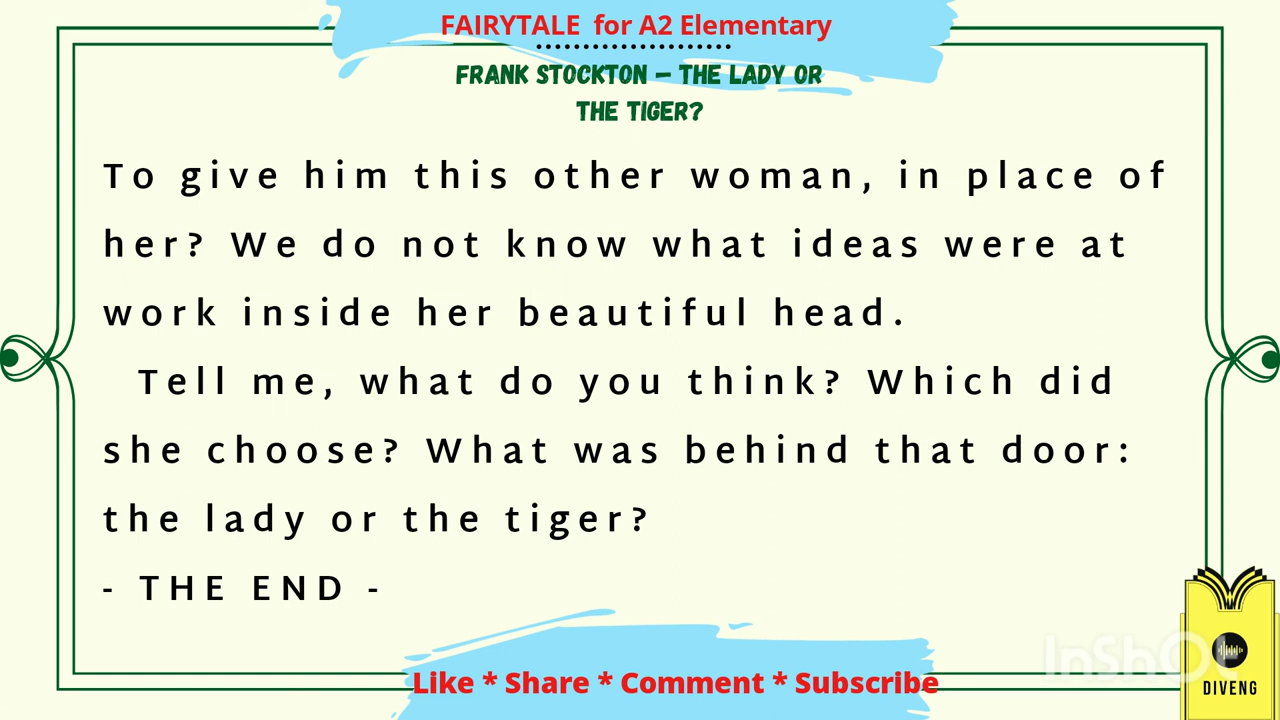 FAIRYTALE for A2 Elementary
FRANK STOCKTON – THE LADY OR
THE TIGER?
To give him this other woman, in place of
her? We do not know what ideas were at
work inside her beautiful head.
Tell me, what do you think? Which did
she choose? What was behind that door:
the lady or the tiger?
- THE END -
Like * Share * Comment * Subscribe
InShOt
DIVENG